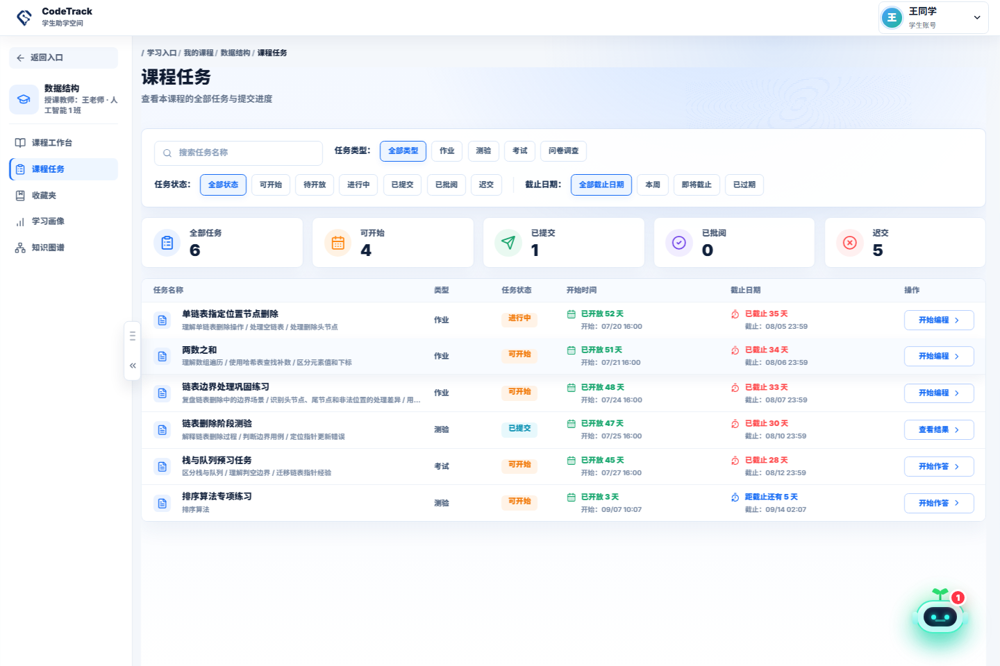 CodeTrack
学生助学空间
王
王同学
学生账号
返回入口
数据结构
授课教师：王老师 · 人
工智能 1 班
课程工作台
课程任务
收藏夹
学习画像
知识图谱
/ 学习入口 / 我的课程 / 数据结构 / 课程任务
课程任务
查看本课程的全部任务与提交进度
搜索任务名称
任务类型： 全部类型 作业 测验 考试 问卷调查
任务状态： 全部状态 可开始 待开放 进行中 已提交 已批阅 迟交 截止日期： 全部截止日期 本周 即将截止 已过期
全部任务
6
可开始
4
已提交
1
已批阅
0
迟交
5
任务名称 类型 任务状态 开始时间 截止日期 操作
单链表指定位置节点删除
理解单链表删除操作 / 处理空链表 / 处理删除头节点
作业
进行中
已开放 52 天
开始：07/20 16:00
已截止 35 天
截止：08/05 23:59
开始编程
两数之和
理解数组遍历 / 使用哈希表查找补数 / 区分元素值和下标
作业
可开始
已开放 51 天
开始：07/21 16:00
已截止 34 天
截止：08/06 23:59
开始编程
链表边界处理巩固练习
复盘链表删除中的边界场景 / 识别头节点、尾节点和非法位置的处理差异 / 用...
作业
可开始
已开放 48 天
开始：07/24 16:00
已截止 33 天
截止：08/07 23:59
开始编程
链表删除阶段测验
解释链表删除过程 / 判断边界用例 / 定位指针更新错误
测验
已提交
已开放 47 天
开始：07/25 16:00
已截止 30 天
截止：08/10 23:59
查看结果
栈与队列预习任务
区分栈与队列 / 理解判空边界 / 迁移链表指针经验
考试
可开始
已开放 45 天
开始：07/27 16:00
已截止 28 天
截止：08/12 23:59
开始作答
排序算法专项练习
排序算法
测验
可开始
已开放 3 天
开始：09/07 10:07
距截止还有 5 天
截止：09/14 02:07
开始作答
1